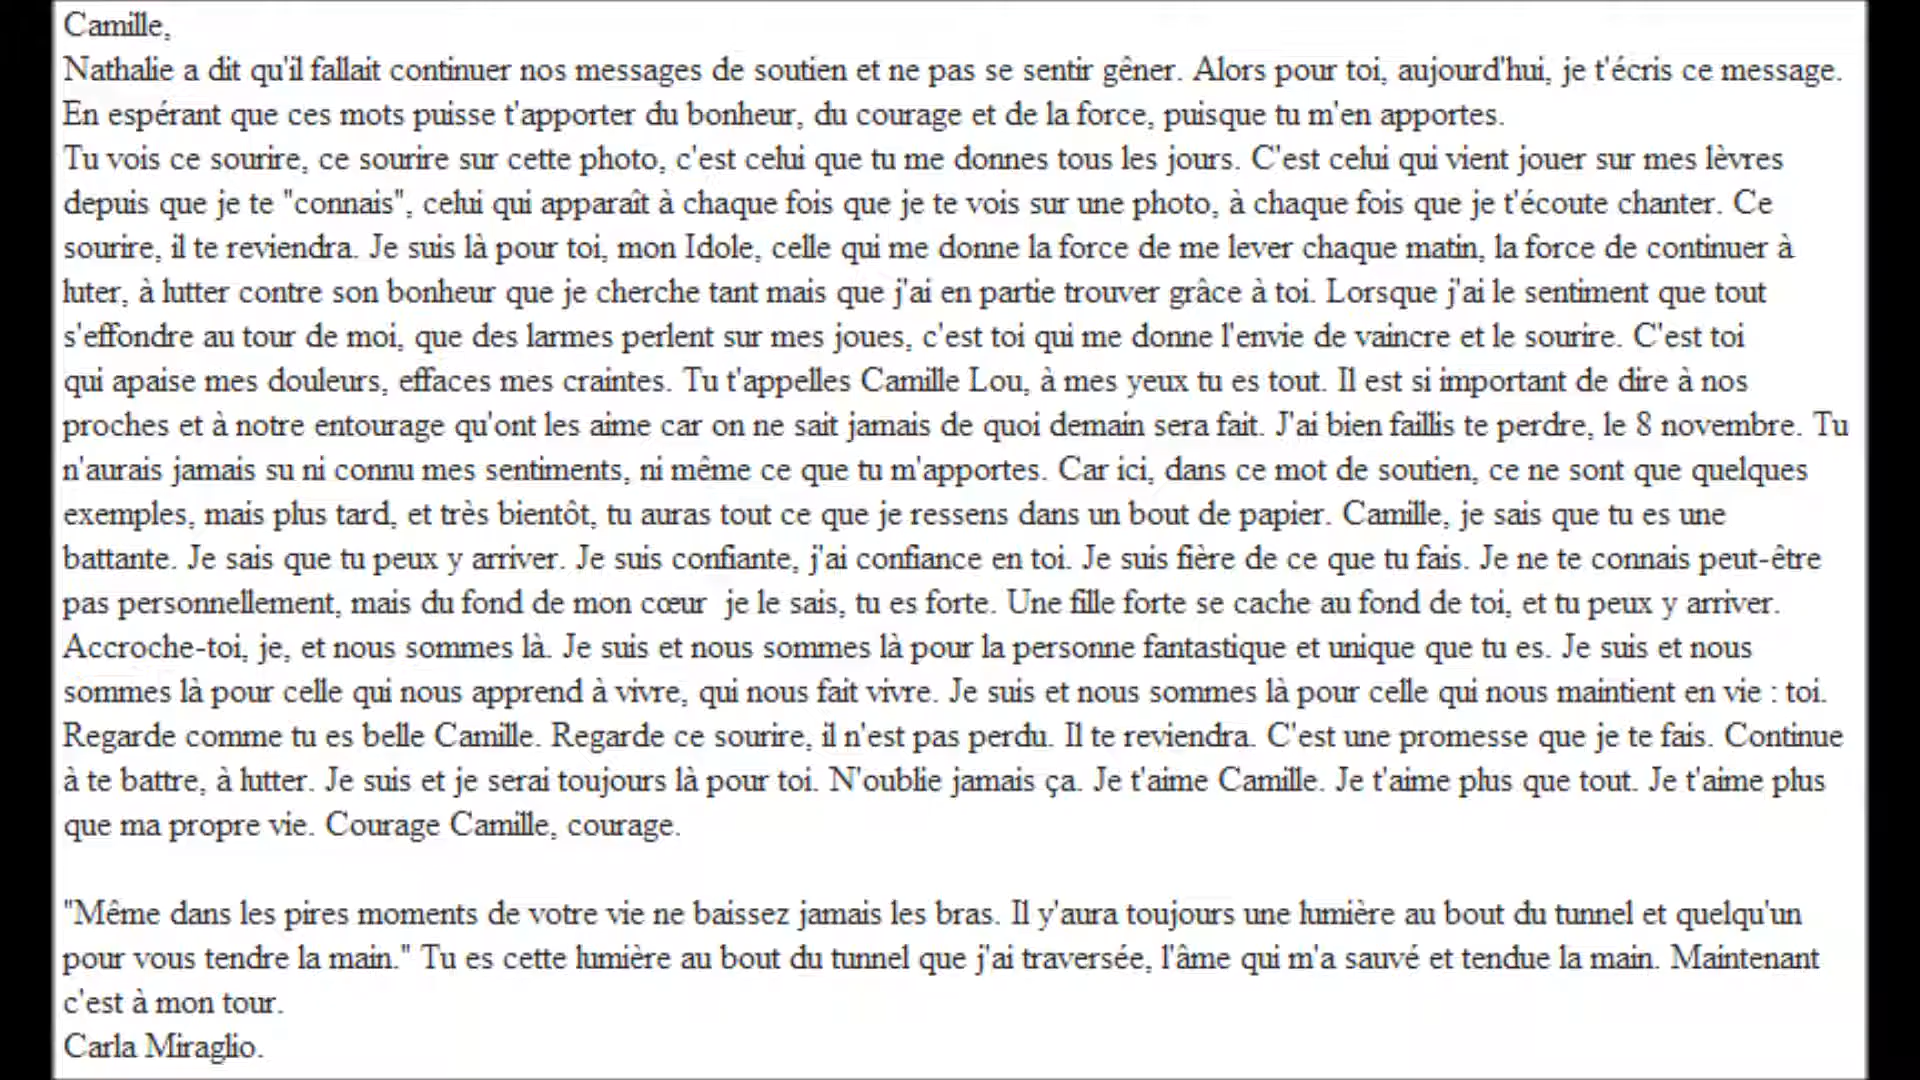 Camille,
Nathalie a dit qu'il fallait continuer nos messages de soutien et ne pas se sentir gêner. Alors pour toi, aujourd'hui, je t'écris ce message.
En espérant que ces mots puisse t'apporter du bonheur, du courage et de la force, puisque tu m'en apportes.
Tu vois ce sourire, ce sourire sur cette photo, c'est celui que tu me donnes tous les jours. C'est celui qui vient jouer sur mes lèvres
depuis que je te "connais", celui qui apparaît à chaque fois que je te vois sur une photo, à chaque fois que je t'écoute chanter. Ce
sourire, il te reviendra. Je suis là pour toi, mon Idole, celle qui me donne la force de me lever chaque matin, la force de continuer à
luter, à lutter contre son bonheur que je cherche tant mais que j'ai en partie trouver grâce à toi. Lorsque j'ai le sentiment que tout
s'effondre au tour de moi, que des larmes perlent sur mes joues, c'est toi qui me donne l'envie de vaincre et le sourire. C'est toi
qui apaise mes douleurs, effaces mes craintes. Tu t'appelles Camille Lou, à mes yeux tu es tout. Il est si important de dire à nos
proches et à notre entourage qu'ont les aime car on ne sait jamais de quoi demain sera fait. J'ai bien faillis te perdre, le 8 novembre. Tu
n'aurais jamais su ni connu mes sentiments, ni même ce que tu m'apportes. Car ici, dans ce mot de soutien, ce ne sont que quelques
exemples, mais plus tard, et très bientôt, tu auras tout ce que je ressens dans un bout de papier. Camille, je sais que tu es une
battante. Je sais que tu peux y arriver. Je suis confiante, j'ai confiance en toi. Je suis fière de ce que tu fais. Je ne te connais peut-être
pas personnellement, mais du fond de mon cœur  je le sais, tu es forte. Une fille forte se cache au fond de toi, et tu peux y arriver.
Accroche-toi, je, et nous sommes là. Je suis et nous sommes là pour la personne fantastique et unique que tu es. Je suis et nous
sommes là pour celle qui nous apprend à vivre, qui nous fait vivre. Je suis et nous sommes là pour celle qui nous maintient en vie : toi.
Regarde comme tu es belle Camille. Regarde ce sourire, il n'est pas perdu. Il te reviendra. C'est une promesse que je te fais. Continue
à te battre, à lutter. Je suis et je serai toujours là pour toi. N'oublie jamais ça. Je t'aime Camille. Je t'aime plus que tout. Je t'aime plus
que ma propre vie. Courage Camille, courage.
"Même dans les pires moments de votre vie ne baissez jamais les bras. Il y'aura toujours une lumière au bout du tunnel et quelqu'un
pour vous tendre la main." Tu es cette lumière au bout du tunnel que j'ai traversée, l'âme qui m'a sauvé et tendue la main. Maintenant
c'est à mon tour.
Carla Miraglio.